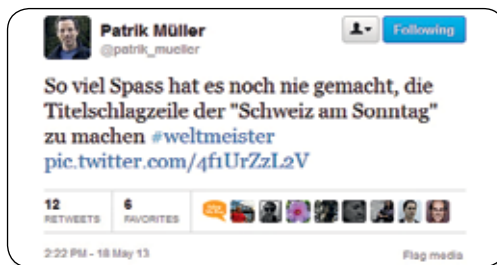 Patrik Müller
@patrik_mueller
Following
So viel Spass hat es noch nie gemacht, die
Titelschlagzeile der "Schweiz am Sonntag"
zu machen #weltmeister
pic.twitter.com/4f1UrZzL2V
12
RETWEETS
6
FAVORITES
2:22 PM - 18 May 13
Flag media